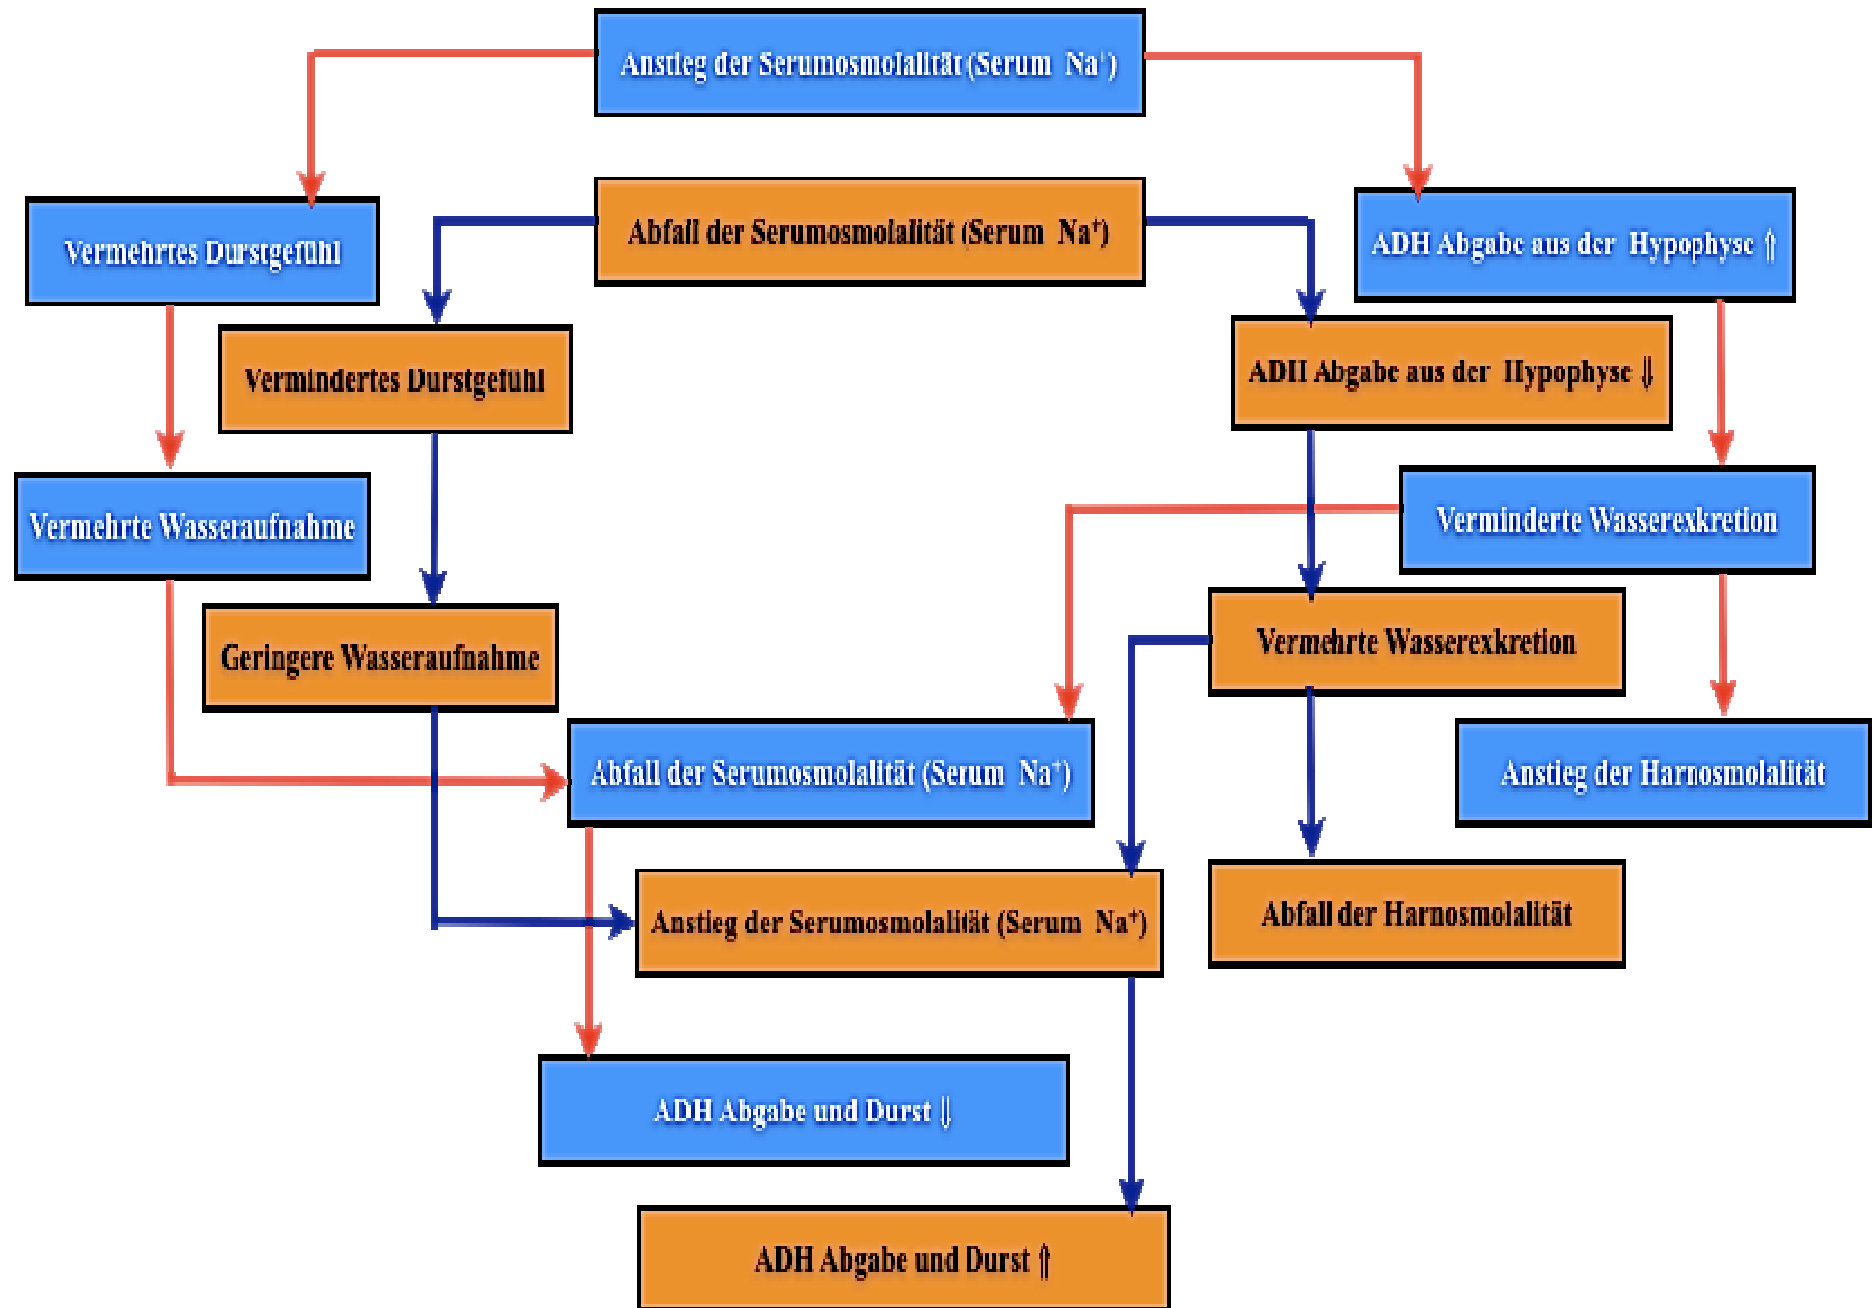 Anstieg der Serumosmolalität (Serum Na⁺)
Abfall der Serumosmolalität (Serum Na⁺)
Vermehrtes Durstgefühl
ADH Abgabe aus der Hypophyse ⇑
Vermindertes Durstgefühl
ADH Abgabe aus der Hypophyse ⇓
Vermehrte Wasseraufnahme
Verminderte Wasserexkretion
Geringere Wasseraufnahme
Vermehrte Wasserexkretion
Abfall der Serumosmolalität (Serum Na⁺)
Anstieg der Harnosmolalität
Anstieg der Serumosmolalität (Serum Na⁺)
Abfall der Harnosmolalität
ADH Abgabe und Durst ⇓
ADH Abgabe und Durst ⇑